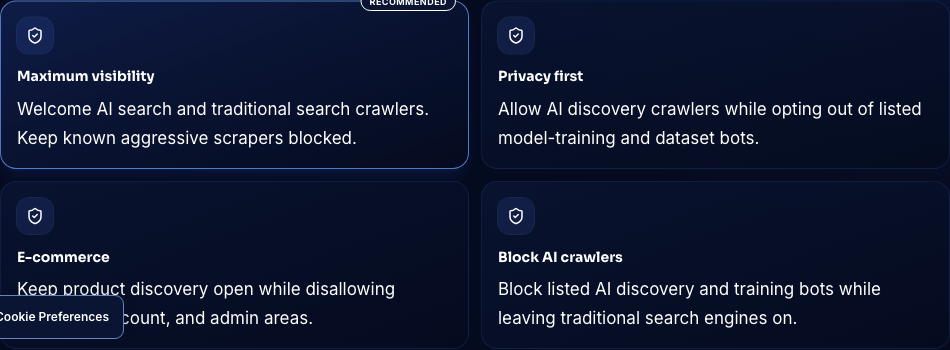 RECOMMENDED
Maximum visibility
Welcome AI search and traditional search crawlers.
Keep known aggressive scrapers blocked.
Privacy first
Allow AI discovery crawlers while opting out of listed
model-training and dataset bots.
E-commerce
Keep product discovery open while disallowing
count, and admin areas.
Cookie Preferences
Block AI crawlers
Block listed AI discovery and training bots while
leaving traditional search engines on.